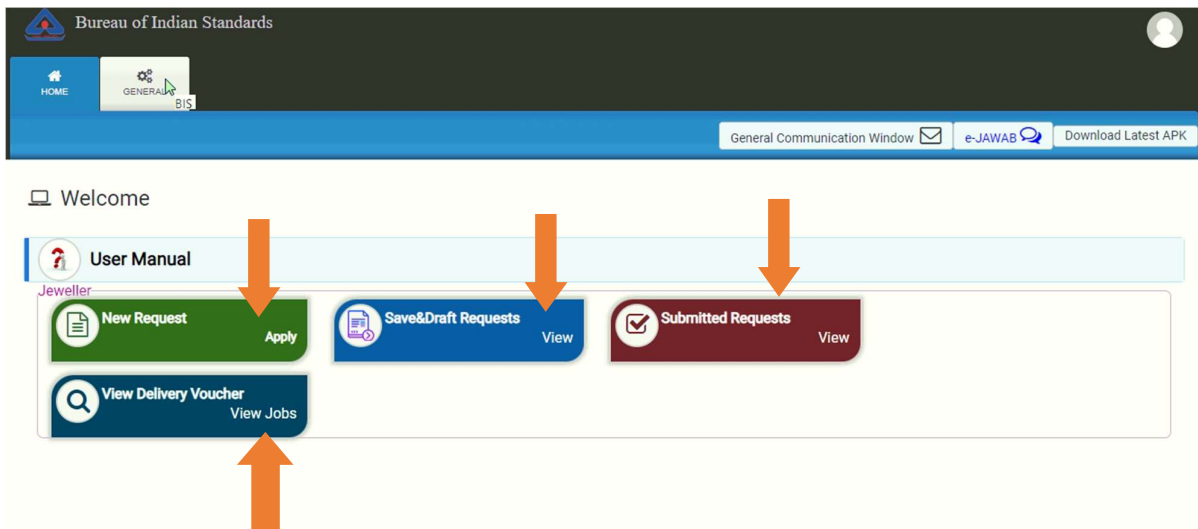 Bureau of Indian Standards
HOME
GENERAL
BIS
General Communication Window
e-JAWAB
Download Latest APK
Welcome
User Manual
Jeweller
New Request
Apply
Save&Draft Requests
View
Submitted Requests
View
View Delivery Voucher
View Jobs